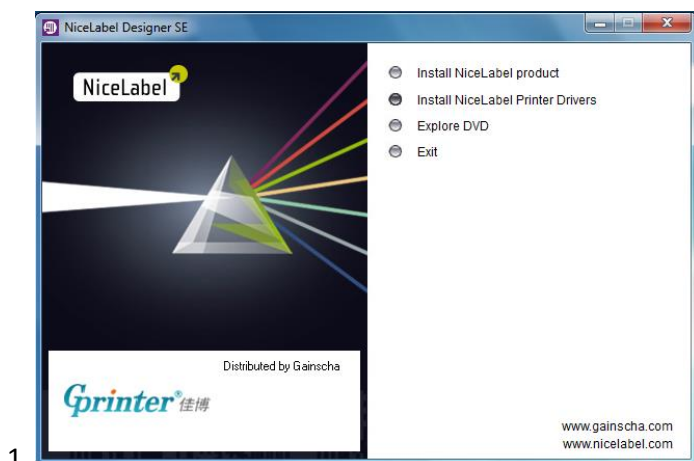 NiceLabel Designer SE
NiceLabel
Install NiceLabel product
Install NiceLabel Printer Drivers
Explore DVD
Exit
Distributed by Gainscha
Gprinter®佳博
www.gainscha.com
www.nicelabel.com
1